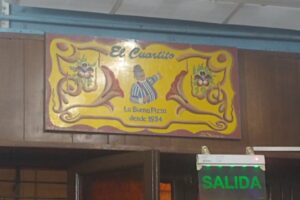 El Cuartito
La Buena Pizza
desde 1934
SALIDA